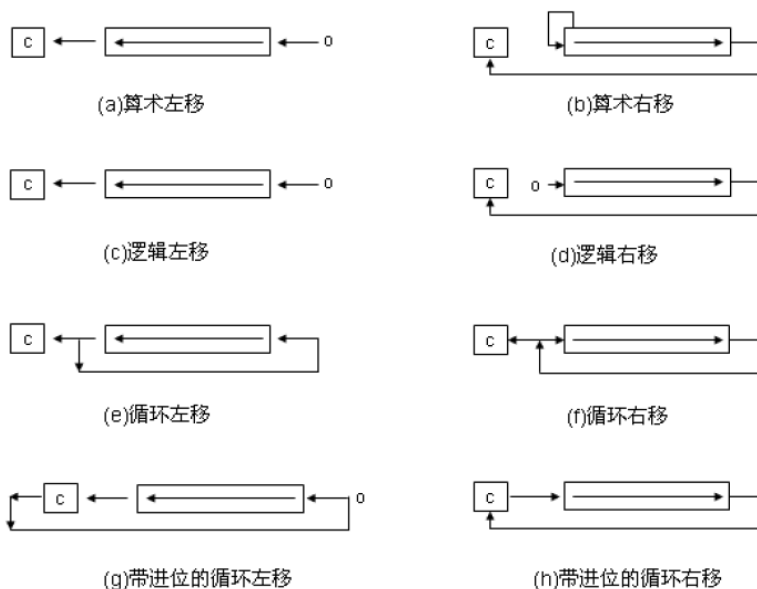 C 0 C
(a)算术左移 (b)算术右移
C 0 C 0
(c)逻辑左移 (d)逻辑右移
C C
(e)循环左移 (f)循环右移
C 0 C
(g)带进位的循环左移 (h)带进位的循环右移